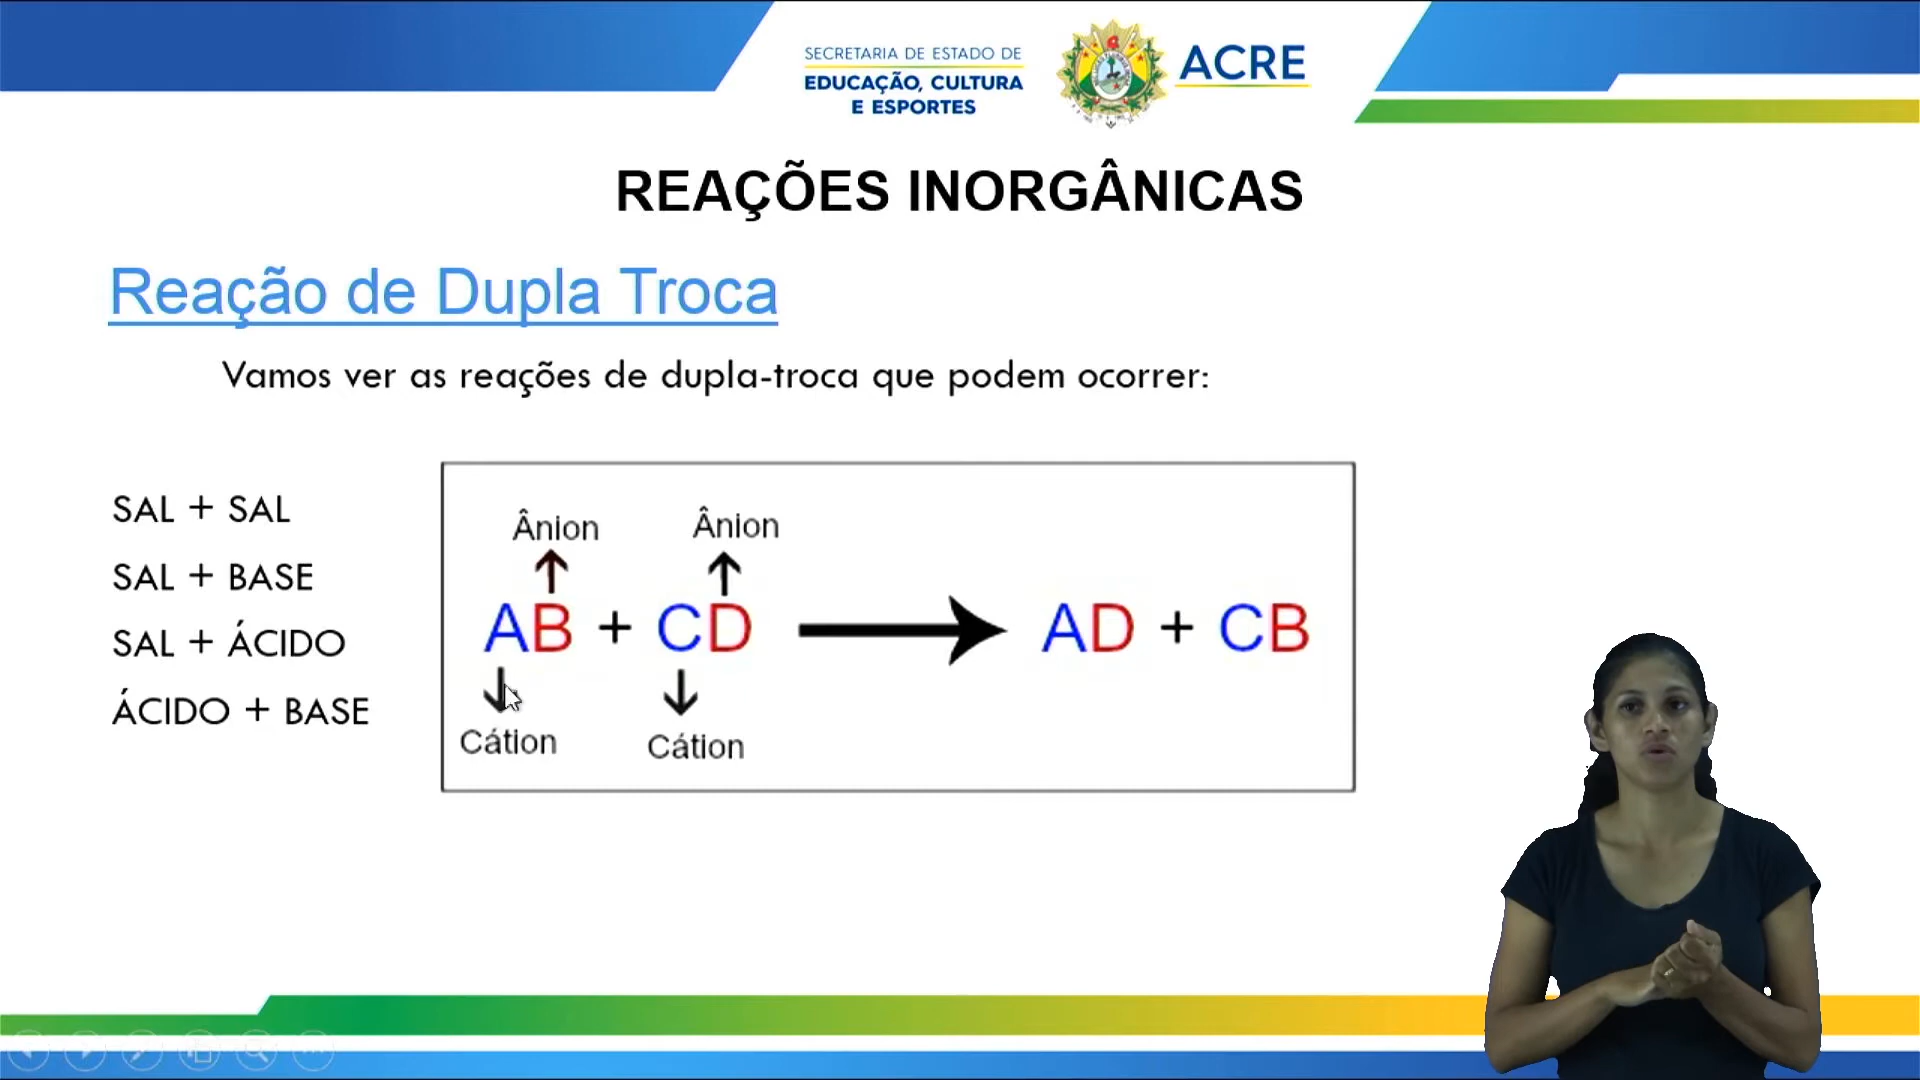 SECRETARIA DE ESTADO DE
EDUCAÇÃO, CULTURA
E ESPORTES
ACRE
REAÇÕES INORGÂNICAS
Reação de Dupla Troca
Vamos ver as reações de dupla-troca que podem ocorrer:
SAL + SAL
SAL + BASE
SAL + ÁCIDO
ÁCIDO + BASE
Ânion Ânion
AB + CD AD + CB
Cátion Cátion